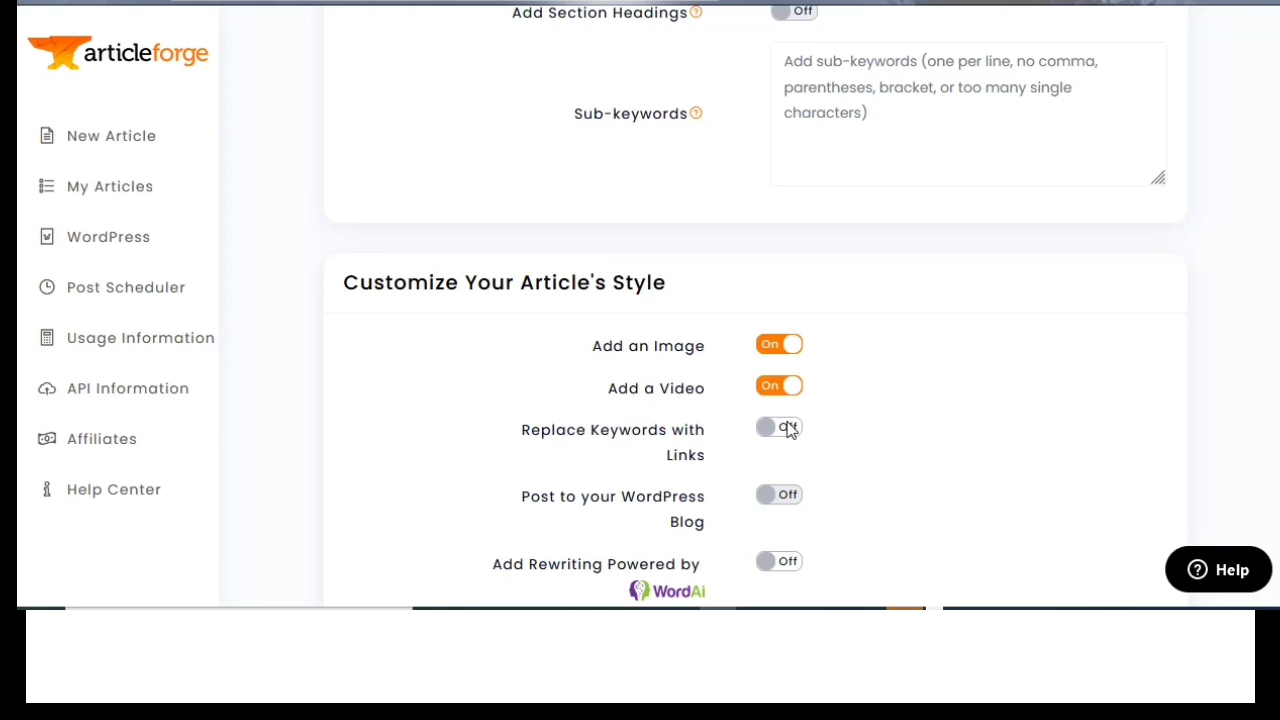 Add Section Headings
Off
articleforge
Add sub-keywords (one per line, no comma,
parentheses, bracket, or too many single
characters)
Sub-keywords
New Article
My Articles
WordPress
Post Scheduler
Usage Information
API Information
Affiliates
Help Center
Customize Your Article's Style
Add an Image
On
Add a Video
On
Replace Keywords with
Links
Off
Post to your WordPress
Blog
Off
Add Rewriting Powered by
WordAi
Off
Help